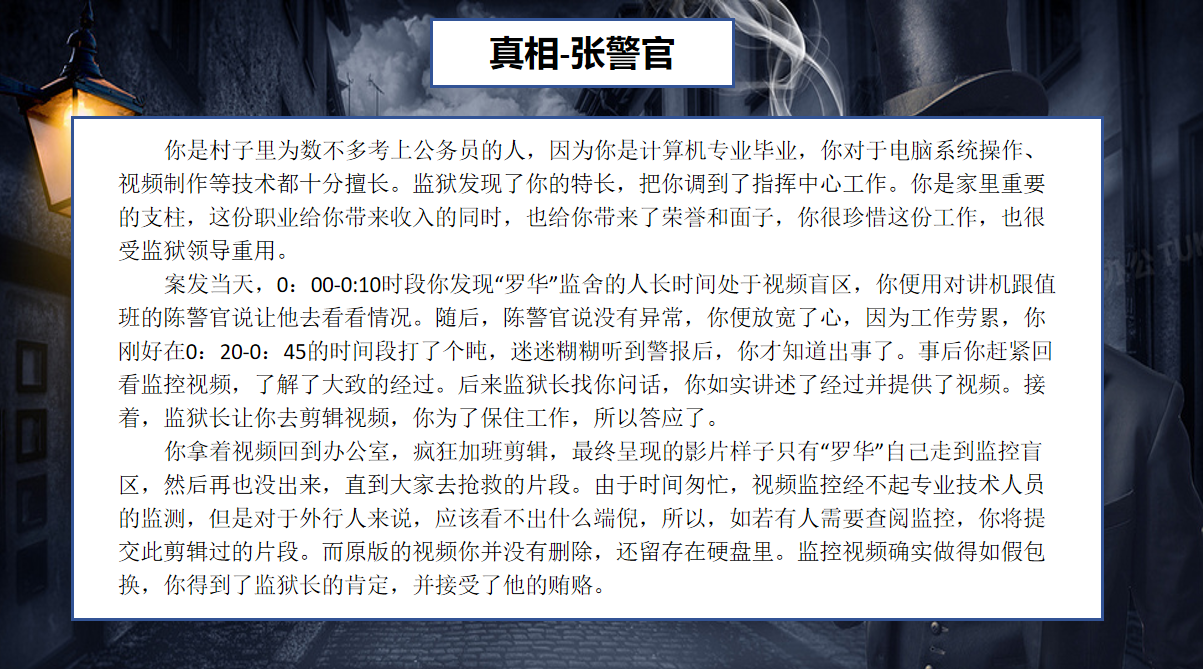 真相-张警官
你是村子里为数不多考上公务员的人，因为你是计算机专业毕业，你对于电脑系统操作、
视频制作等技术都十分擅长。监狱发现了你的特长，把你调到了指挥中心工作。你是家里重要
的支柱，这份职业给你带来收入的同时，也给你带来了荣誉和面子，你很珍惜这份工作，也很
受监狱领导重用。
案发当天，0：00-0:10时段你发现“罗华”监舍的人长时间处于视频盲区，你便用对讲机跟值
班的陈警官说让他去看看情况。随后，陈警官说没有异常，你便放宽了心，因为工作劳累，你
刚好在0：20-0：45的时间段打了个盹，迷迷糊糊听到警报后，你才知道出事了。事后你赶紧回
看监控视频，了解了大致的经过。后来监狱长找你问话，你如实讲述了经过并提供了视频。接
着，监狱长让你去剪辑视频，你为了保住工作，所以答应了。
你拿着视频回到办公室，疯狂加班剪辑，最终呈现的影片样子只有“罗华”自己走到监控盲
区，然后再也没出来，直到大家去抢救的片段。由于时间匆忙，视频监控经不起专业技术人员
的监测，但是对于外行人来说，应该看不出什么端倪，所以，如若有人需要查阅监控，你将提
交此剪辑过的片段。而原版的视频你并没有删除，还留存在硬盘里。监控视频确实做得如假包
换，你得到了监狱长的肯定，并接受了他的贿赂。